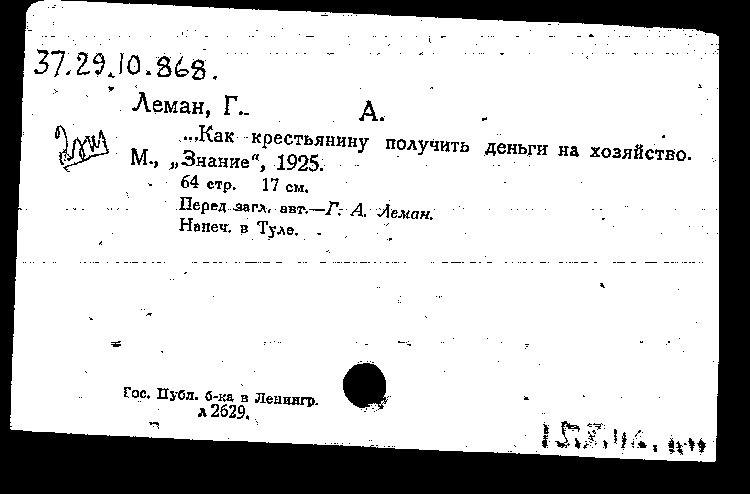 37.29.10.868.
Леман, Г. А.
...Как крестьянину получить деньги на хозяйство.
М., „Знание“, 1925.
64 стр. 17 см.
Перед загл. авт.—Г. А. Леман.
Напеч. в Туле.
Гос. Публ. б-ка в Ленингр.
л 2629.